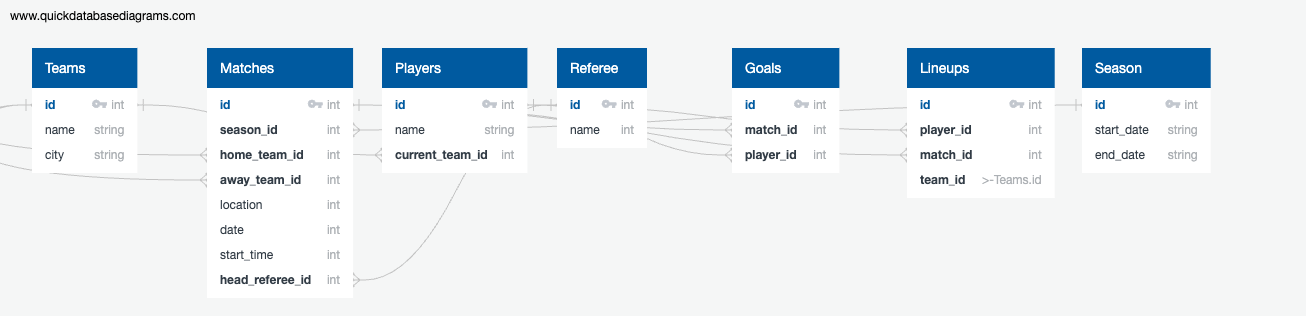 www.quickdatabasediagrams.com
Teams
id int
name string
city string
Matches
id int
season_id int
home_team_id int
away_team_id int
location int
date int
start_time int
head_referee_id int
Players
id int
name string
current_team_id int
Referee
id int
name int
Goals
id int
match_id int
player_id int
Lineups
id int
player_id int
match_id int
team_id >-Teams.id
Season
id int
start_date string
end_date string